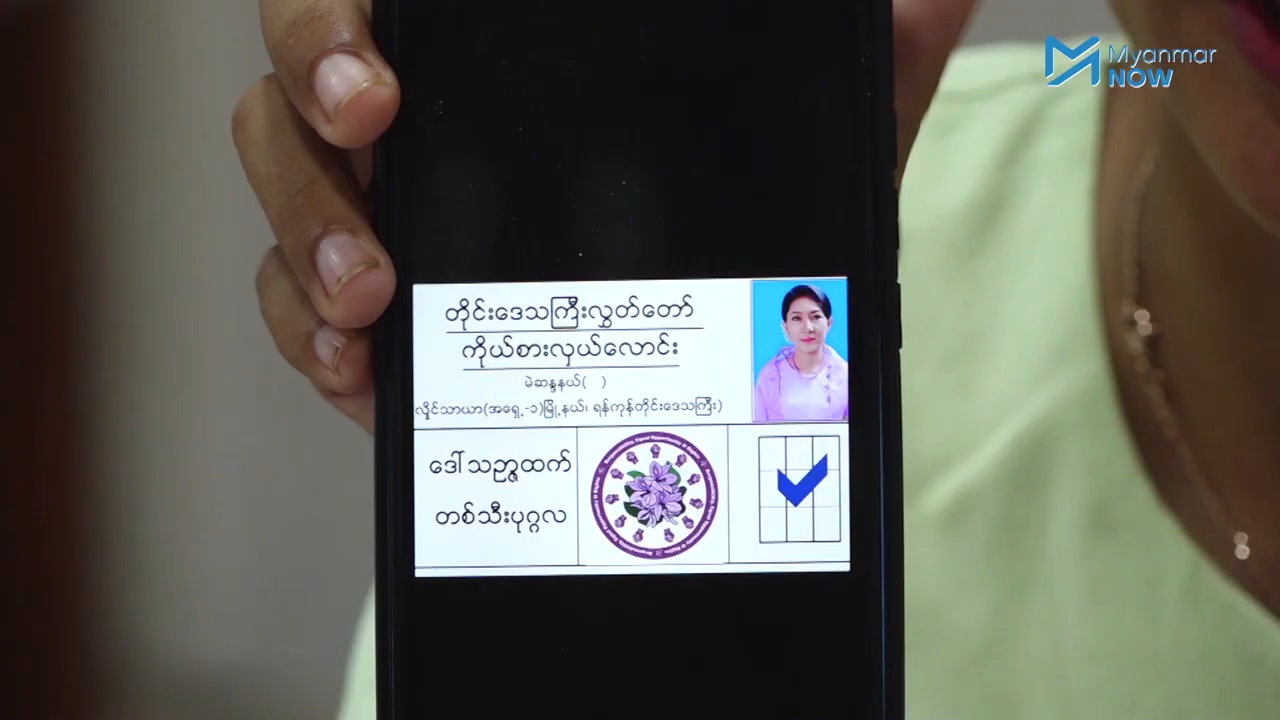 Myanmar
NOW
တိုင်းဒေသကြီးလွှတ်တော်
ကိုယ်စားလှယ်လောင်း
မဲဆန္ဒနယ်( )
လှိုင်သာယာ(အရှေ့-၁)မြို့နယ်၊ ရန်ကုန်တိုင်းဒေသကြီး)
ဒေါ်သဉ္ဇာထက်
တစ်သီးပုဂ္ဂလ